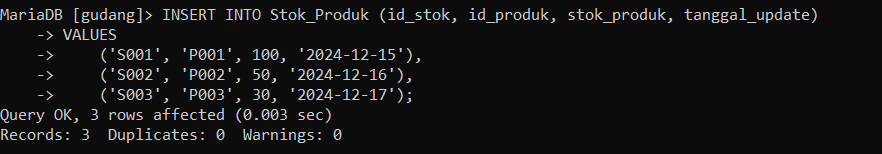 MariaDB [gudang]> INSERT INTO Stok_Produk (id_stok, id_produk, stok_produk, tanggal_update)
    -> VALUES
    ->     ('S001', 'P001', 100, '2024-12-15'),
    ->     ('S002', 'P002', 50, '2024-12-16'),
    ->     ('S003', 'P003', 30, '2024-12-17');
Query OK, 3 rows affected (0.003 sec)
Records: 3  Duplicates: 0  Warnings: 0